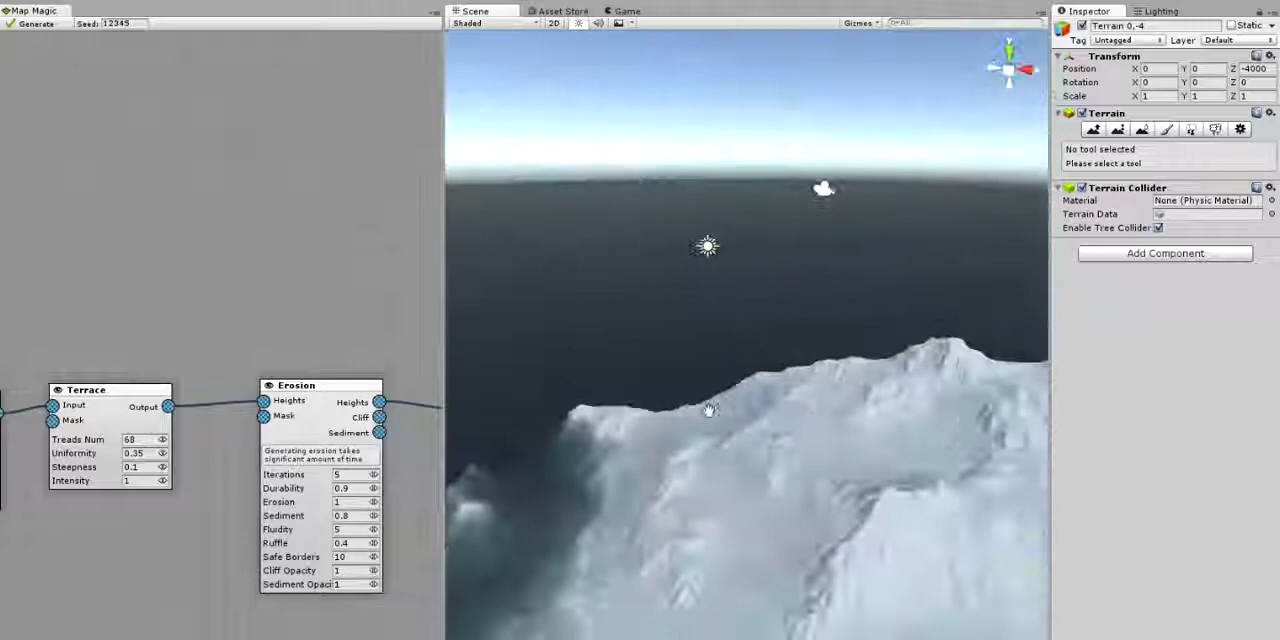 Map Magic
Generate Seed: 12345
Terrace
Input Output
Mask
Treads Num 68
Uniformity 0.35
Steepness 0.1
Intensity 1
Erosion
Heights Heights
Mask Cliff
Sediment
Generating erosion takes
significant amount of time
Iterations 5
Durability 0.9
Erosion 1
Sediment 0.8
Fluidity 5
Ruffle 0.4
Safe Borders 10
Cliff Opacity 1
Sediment Opaci 1
Scene Asset Store Game
Shaded 2D Gizmos All
Y
Inspector Lighting
Terrain 0,-4 Static
Tag Untagged Layer Default
Transform
Position X 0 Y 0 Z -4000
Rotation X 0 Y 0 Z 0
Scale X 1 Y 1 Z 1
Terrain
No tool selected
Please select a tool
Terrain Collider
Material None (Physic Material)
Terrain Data
Enable Tree Collider
Add Component